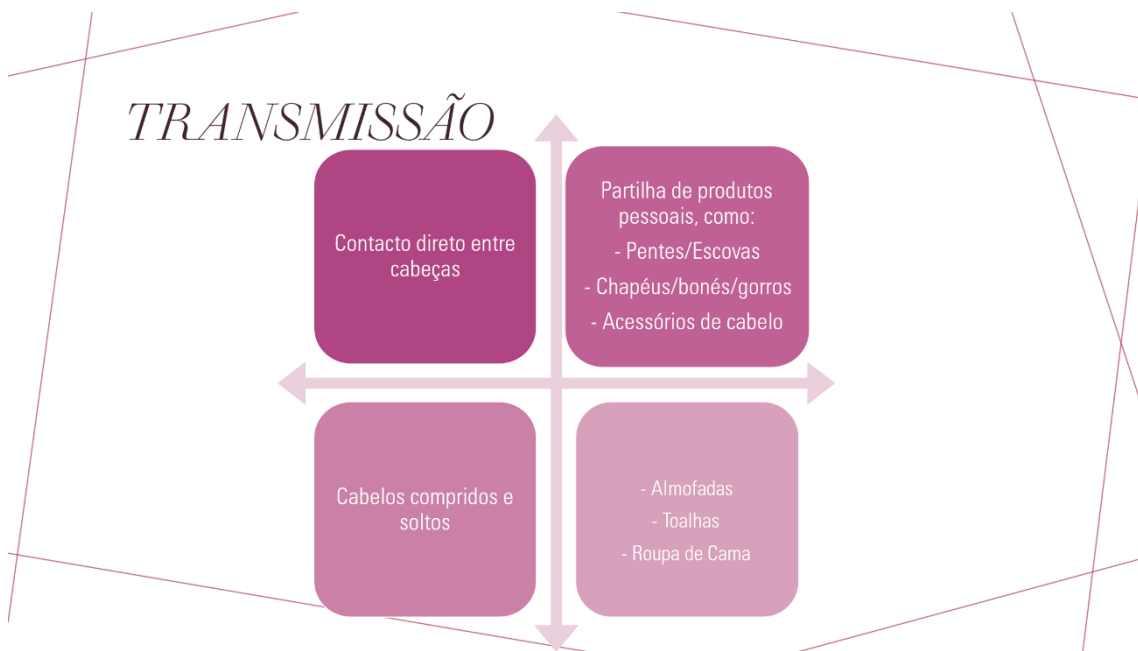 TRANSMISSÃO
Contacto direto entre
cabeças
Partilha de produtos
pessoais, como:
- Pentes/Escovas
- Chapéus/bonés/gorros
- Acessórios de cabelo
Cabelos compridos e
soltos
- Almofadas
- Toalhas
- Roupa de Cama